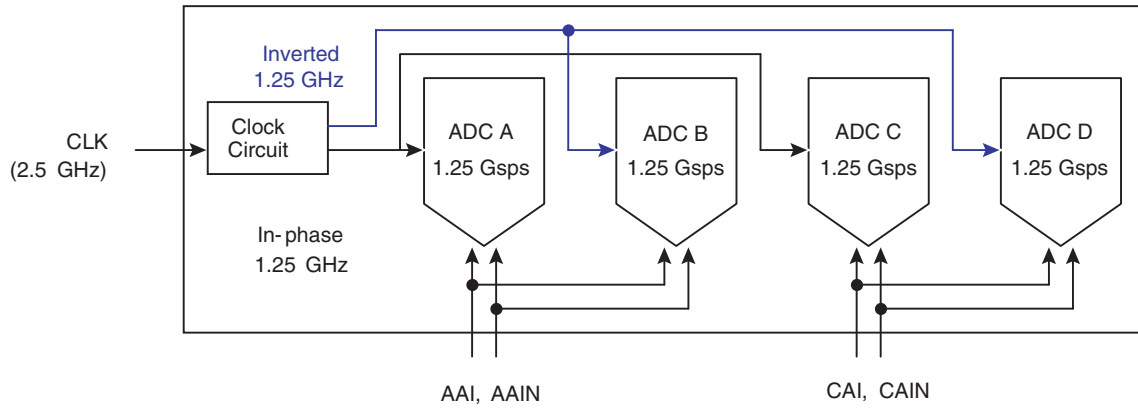 Inverted
1.25 GHz
CLK
(2.5 GHz)
Clock
Circuit
ADC A
1.25 Gsps
ADC B
1.25 Gsps
ADC C
1.25 Gsps
ADC D
1.25 Gsps
In-phase
1.25 GHz
AAI, AAIN
CAI, CAIN